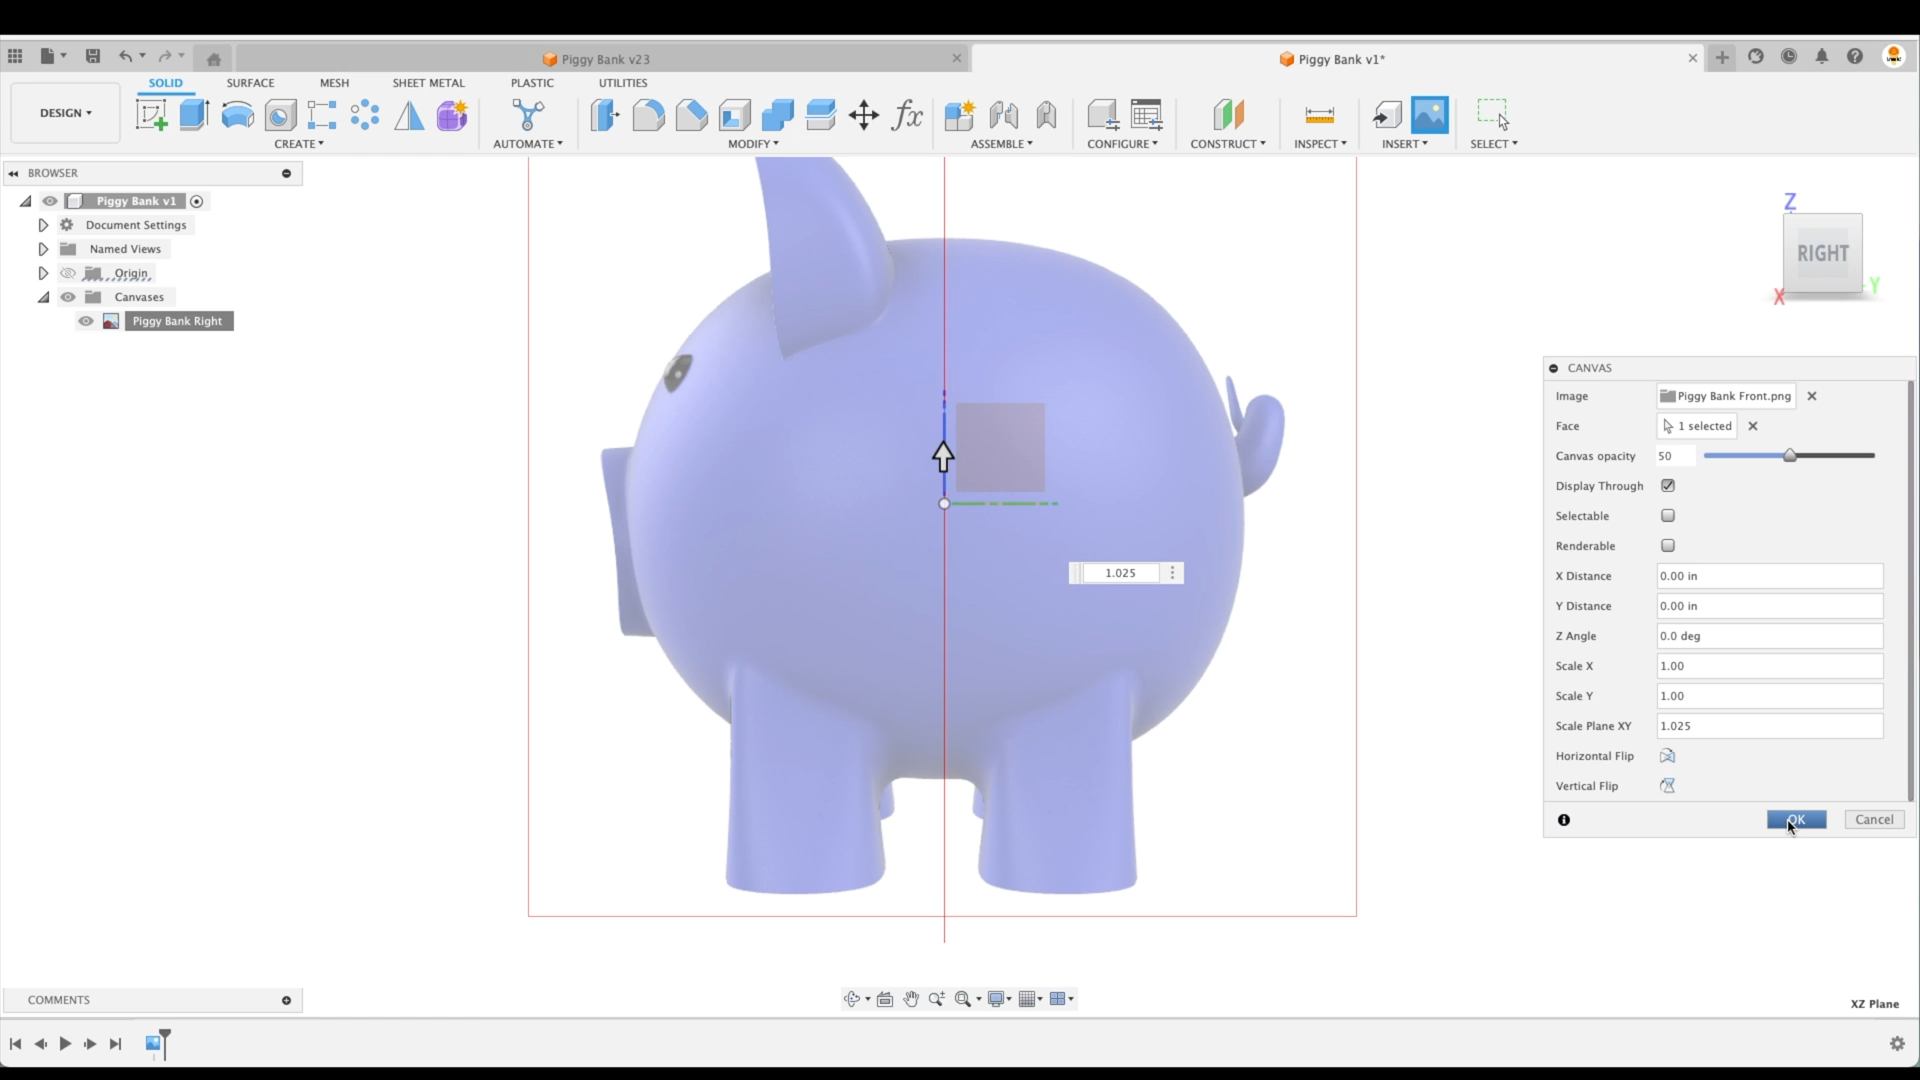 Piggy Bank v23
Piggy Bank v1*
SOLID
SURFACE
MESH
SHEET METAL
PLASTIC
UTILITIES
DESIGN
CREATE
AUTOMATE
fx
MODIFY
ASSEMBLE
CONFIGURE
CONSTRUCT
INSPECT
INSERT
SELECT
BROWSER
Piggy Bank v1
Document Settings
Named Views
Origin
Canvases
Piggy Bank Right
Z
RIGHT
X
Y
CANVAS
Image Piggy Bank Front.png
Face 1 selected
Canvas opacity 50
Display Through
Selectable
Renderable
X Distance 0.00 in
Y Distance 0.00 in
Z Angle 0.0 deg
Scale X 1.00
Scale Y 1.00
Scale Plane XY 1.025
Horizontal Flip
Vertical Flip
OK Cancel
1.025
COMMENTS
XZ Plane